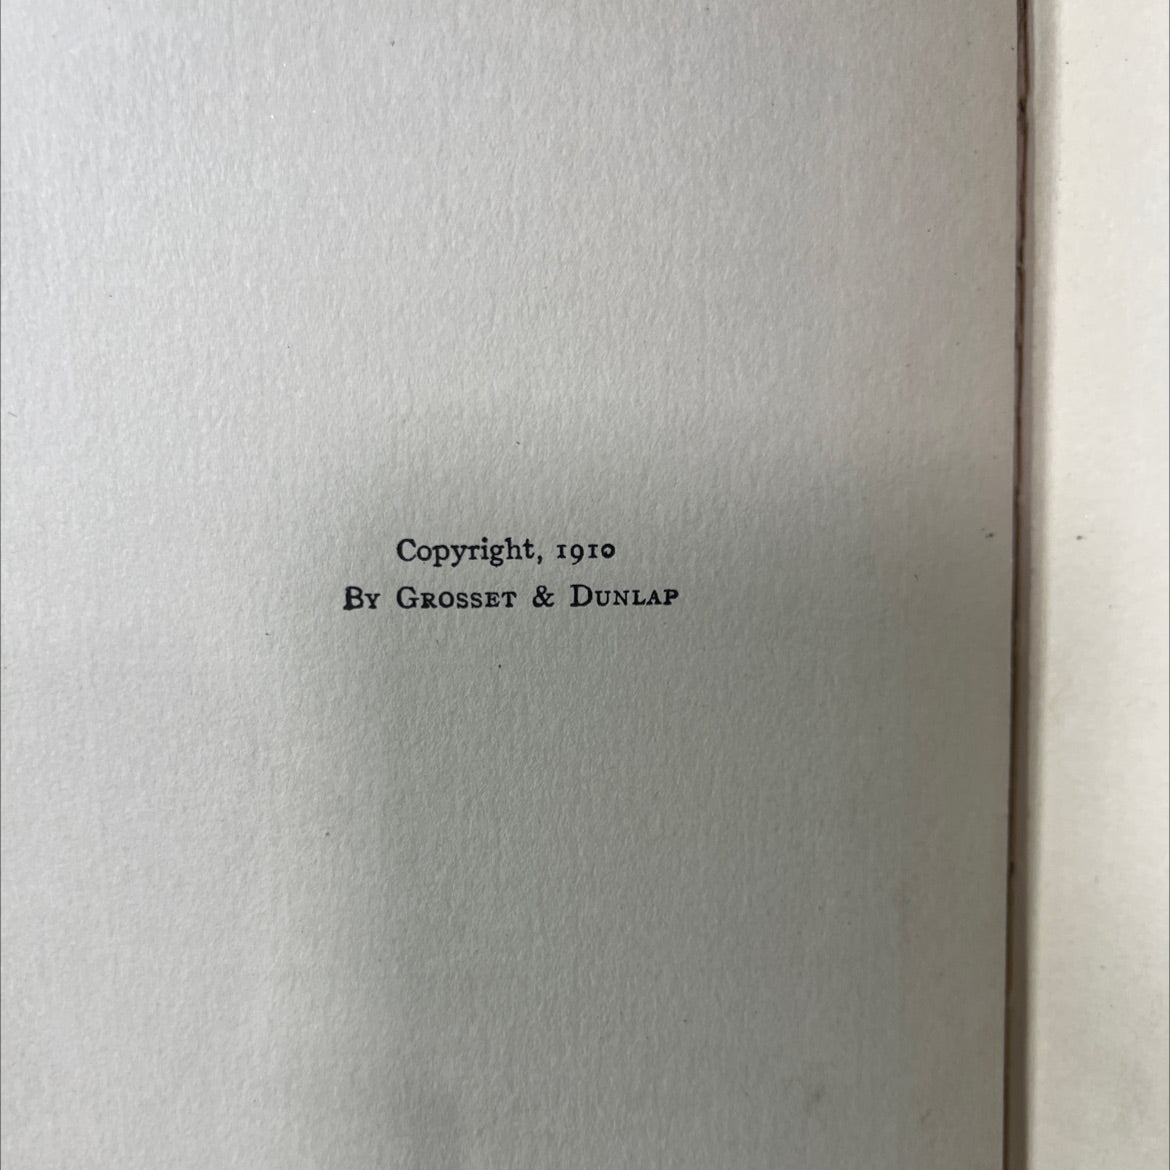 Copyright, 1910
By Grosset & Dunlap